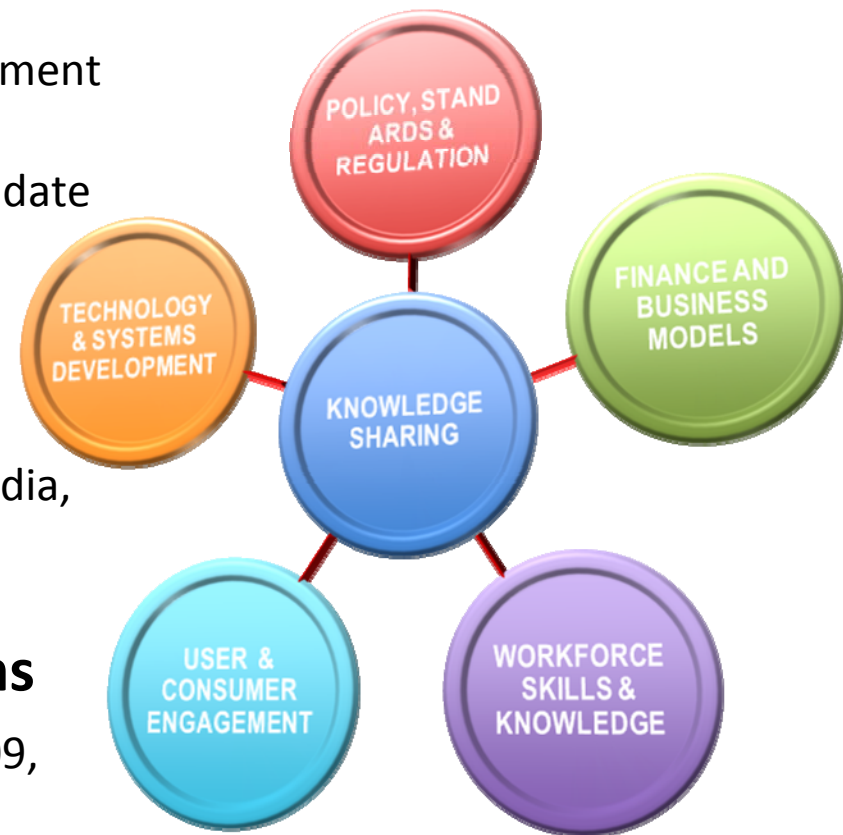 ment
date
dia,
ns
9,
POLICY, STAND
ARDS &
REGULATION
FINANCE AND
BUSINESS
MODELS
TECHNOLOGY
& SYSTEMS
DEVELOPMENT
KNOWLEDGE
SHARING
USER &
CONSUMER
ENGAGEMENT
WORKFORCE
SKILLS &
KNOWLEDGE